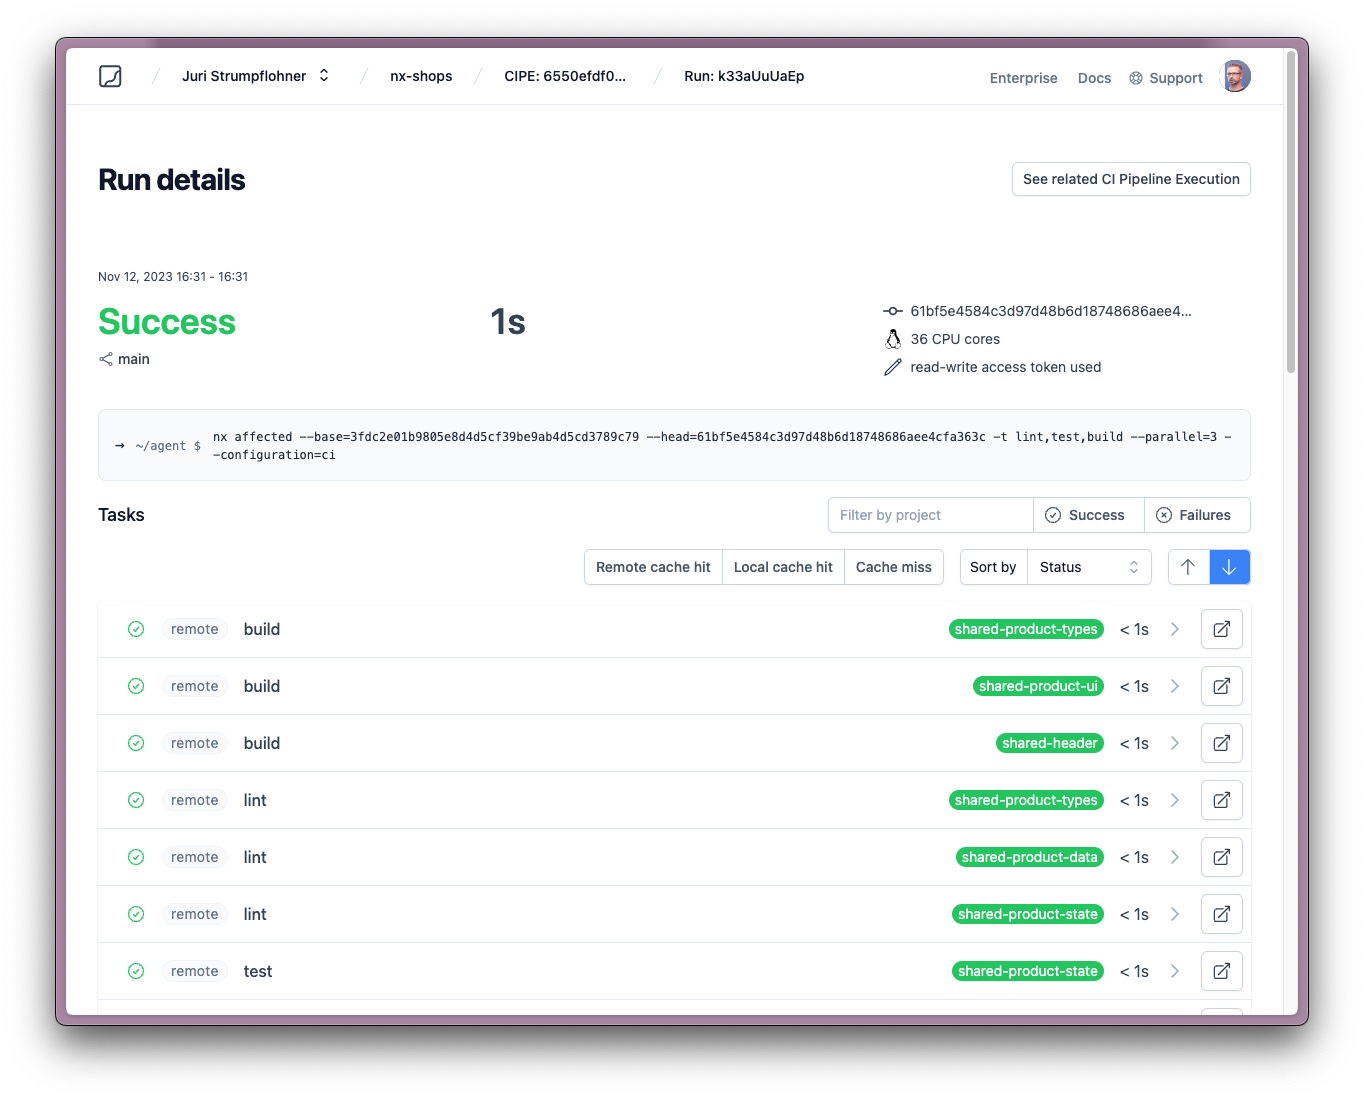 / Juri Strumpflohner / nx-shops / CIPE: 6550efdf0... / Run: k33aUuUaEp Enterprise Docs Support
Run details See related CI Pipeline Execution
Nov 12, 2023 16:31 - 16:31
Success 1s
main
61bf5e4584c3d97d48b6d18748686aee4...
36 CPU cores
read-write access token used
→ ~/agent $ nx affected --base=3fdc2e01b9805e8d4d5cf39be9ab4d5cd3789c79 --head=61bf5e4584c3d97d48b6d18748686aee4cfa363c -t lint,test,build --parallel=3 -
-configuration=ci
Tasks Filter by project Success Failures
Remote cache hit Local cache hit Cache miss Sort by Status
remote build shared-product-types < 1s
remote build shared-product-ui < 1s
remote build shared-header < 1s
remote lint shared-product-types < 1s
remote lint shared-product-data < 1s
remote lint shared-product-state < 1s
remote test shared-product-state < 1s